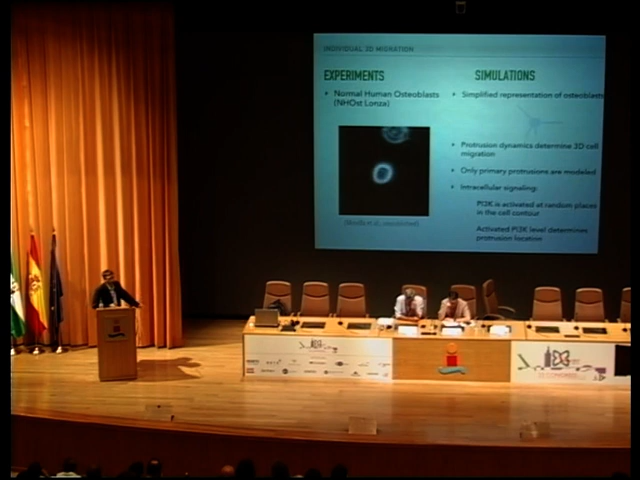 INDIVIDUAL 3D MIGRATION
EXPERIMENTS
Normal Human Osteoblasts
(NHOst Lonza)
SIMULATIONS
Simplified representation of osteoblasts
Protrusion dynamics determine 3D cell
migration
Only primary protrusions are modeled
Intracellular signaling:
PI3K is activated at random places
in the cell contour
Activated PI3K level determines
protrusion location